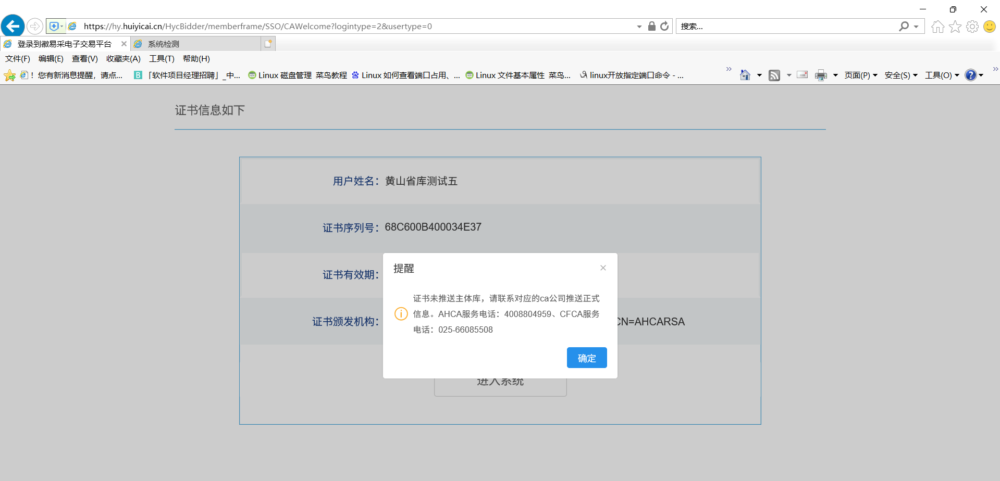 https://hy.huiyicai.cn/HycBidder/memberframe/SSO/CAWelcome?logintype=2&usertype=0
搜索...
登录到徽易采电子交易平台
系统检测
文件(F) 编辑(E) 查看(V) 收藏夹(A) 工具(T) 帮助(H)
！您有新消息提醒，请点... 「软件项目经理招聘」_中... Linux 磁盘管理 菜鸟教程 Linux 如何查看端口占用、... Linux 文件基本属性 菜鸟... linux开放指定端口命令 - ... 页面(P) 安全(S) 工具(O)
证书信息如下
用户姓名：黄山省库测试五
证书序列号：68C600B400034E37
证书有效期：
证书颁发机构：
CN=AHCARSA
提醒
证书未推送主体库，请联系对应的ca公司推送正式
信息。AHCA服务电话：4008804959、CFCA服务
电话：025-66085508
确定
进入系统